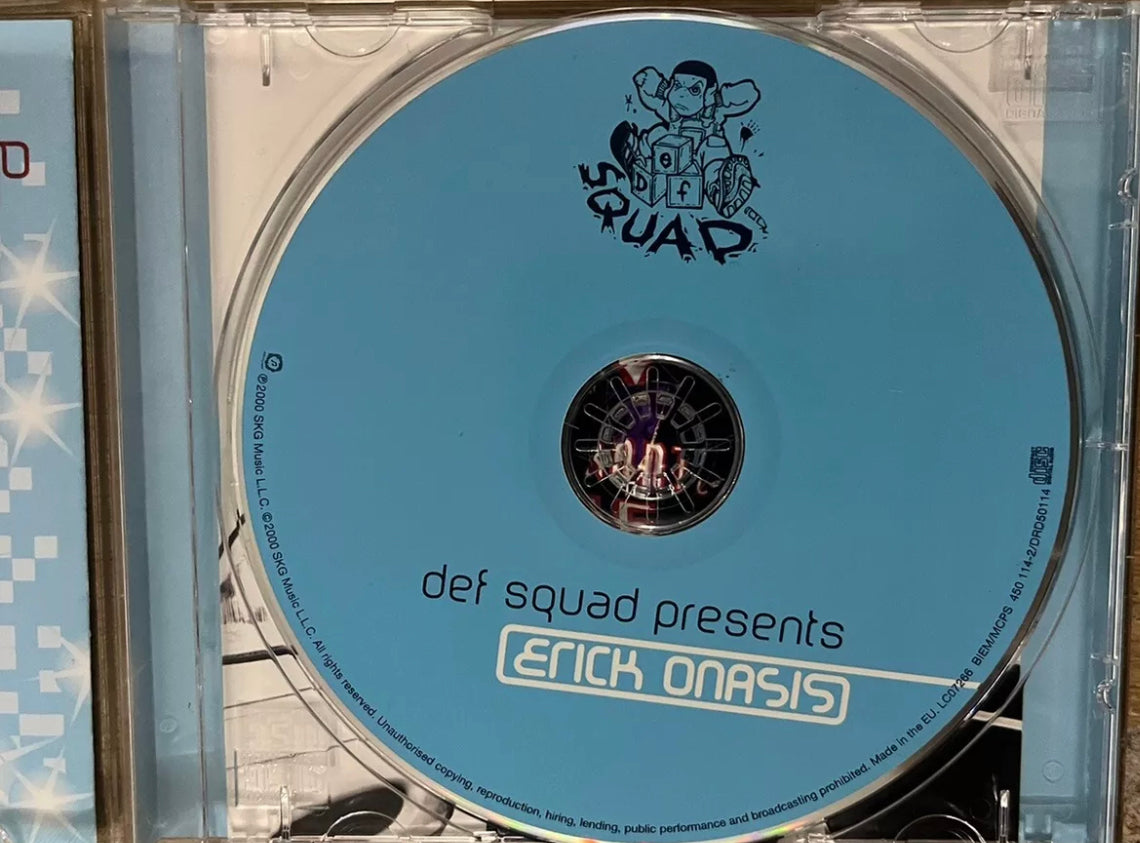 D
e
f
SQUAD
def squad presents
ERICK ONASIS
℗2000 SKG Music L.L.C. ©2000 SKG Music L.L.C. All rights reserved. Unauthorised copying, reproduction, hiring, lending, public performance and broadcasting prohibited. Made in the EU. LC07266 BIEM/MCPS 450 114-2/DRD50114
disc